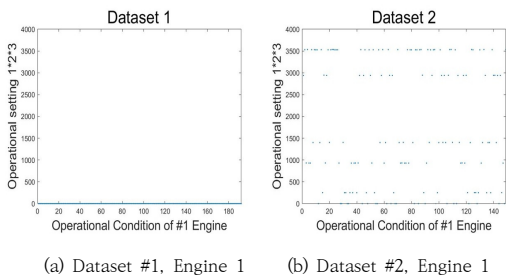 Dataset 1
Operational setting 1*2*3
4000
3500
3000
2500
2000
1500
1000
500
0
0 20 40 60 80 100 120 140 160 180
Operational Condition of #1 Engine
(a) Dataset #1, Engine 1
Dataset 2
Operational setting 1*2*3
4000
3500
3000
2500
2000
1500
1000
500
0
0 20 40 60 80 100 120 140
Operational Condition of #1 Engine
(b) Dataset #2, Engine 1